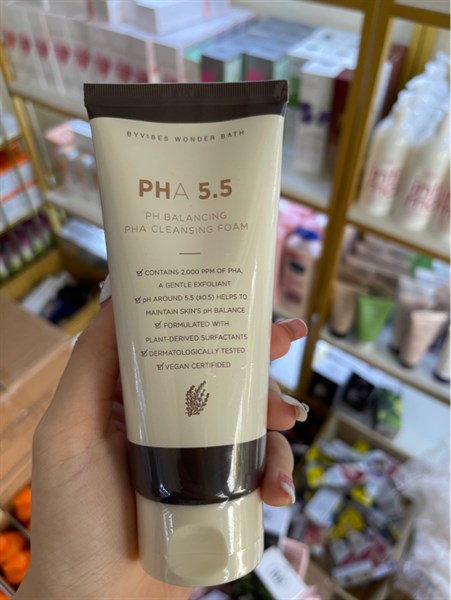 BYVIBES WONDER BATH
PHA 5.5
PH BALANCING
PHA CLEANSING FOAM
CONTAINS 2,000 PPM OF PHA,
A GENTLE EXFOLIANT
pH AROUND 5.5 (±0.5) HELPS TO
MAINTAIN SKIN'S pH BALANCE
FORMULATED WITH
PLANT-DERIVED SURFACTANTS
DERMATOLOGICALLY TESTED
VEGAN CERTIFIDED